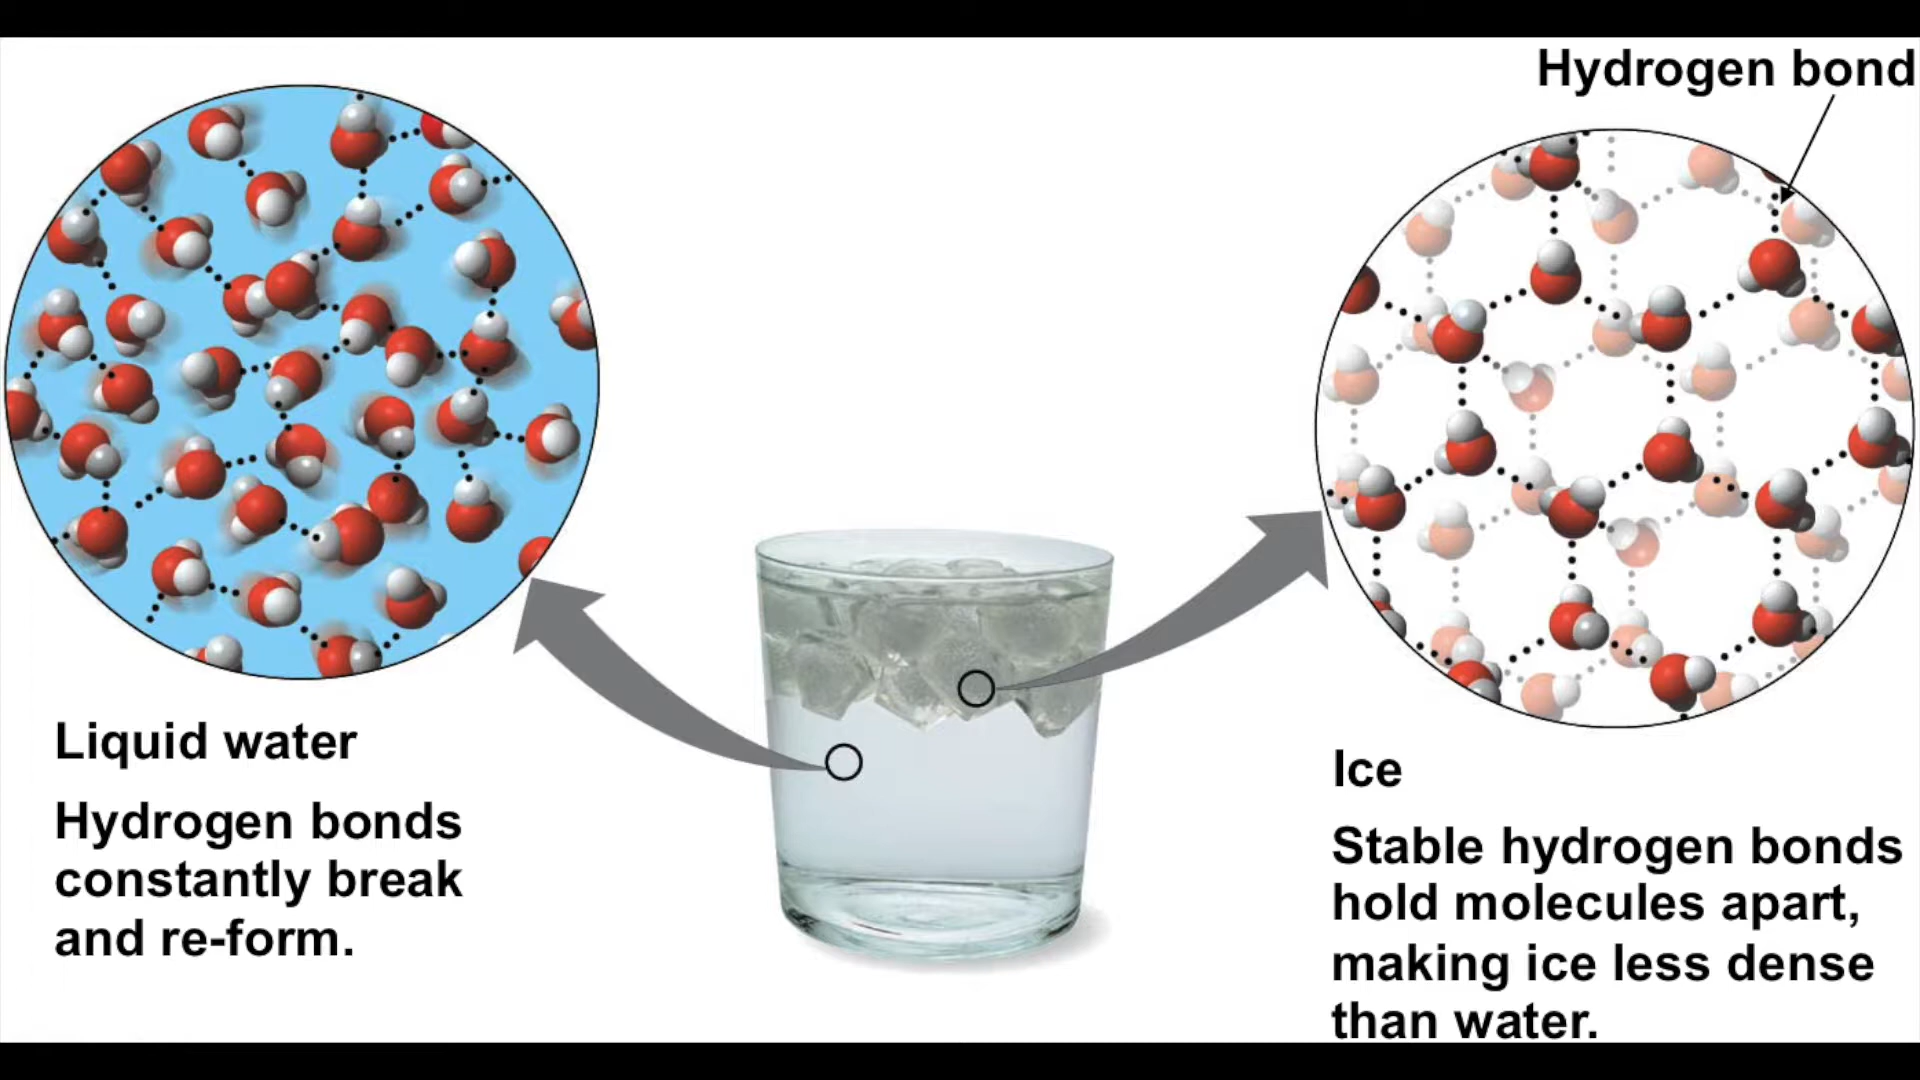 Hydrogen bond
Liquid water
Hydrogen bonds
constantly break
and re-form.
Ice
Stable hydrogen bonds
hold molecules apart,
making ice less dense
than water.